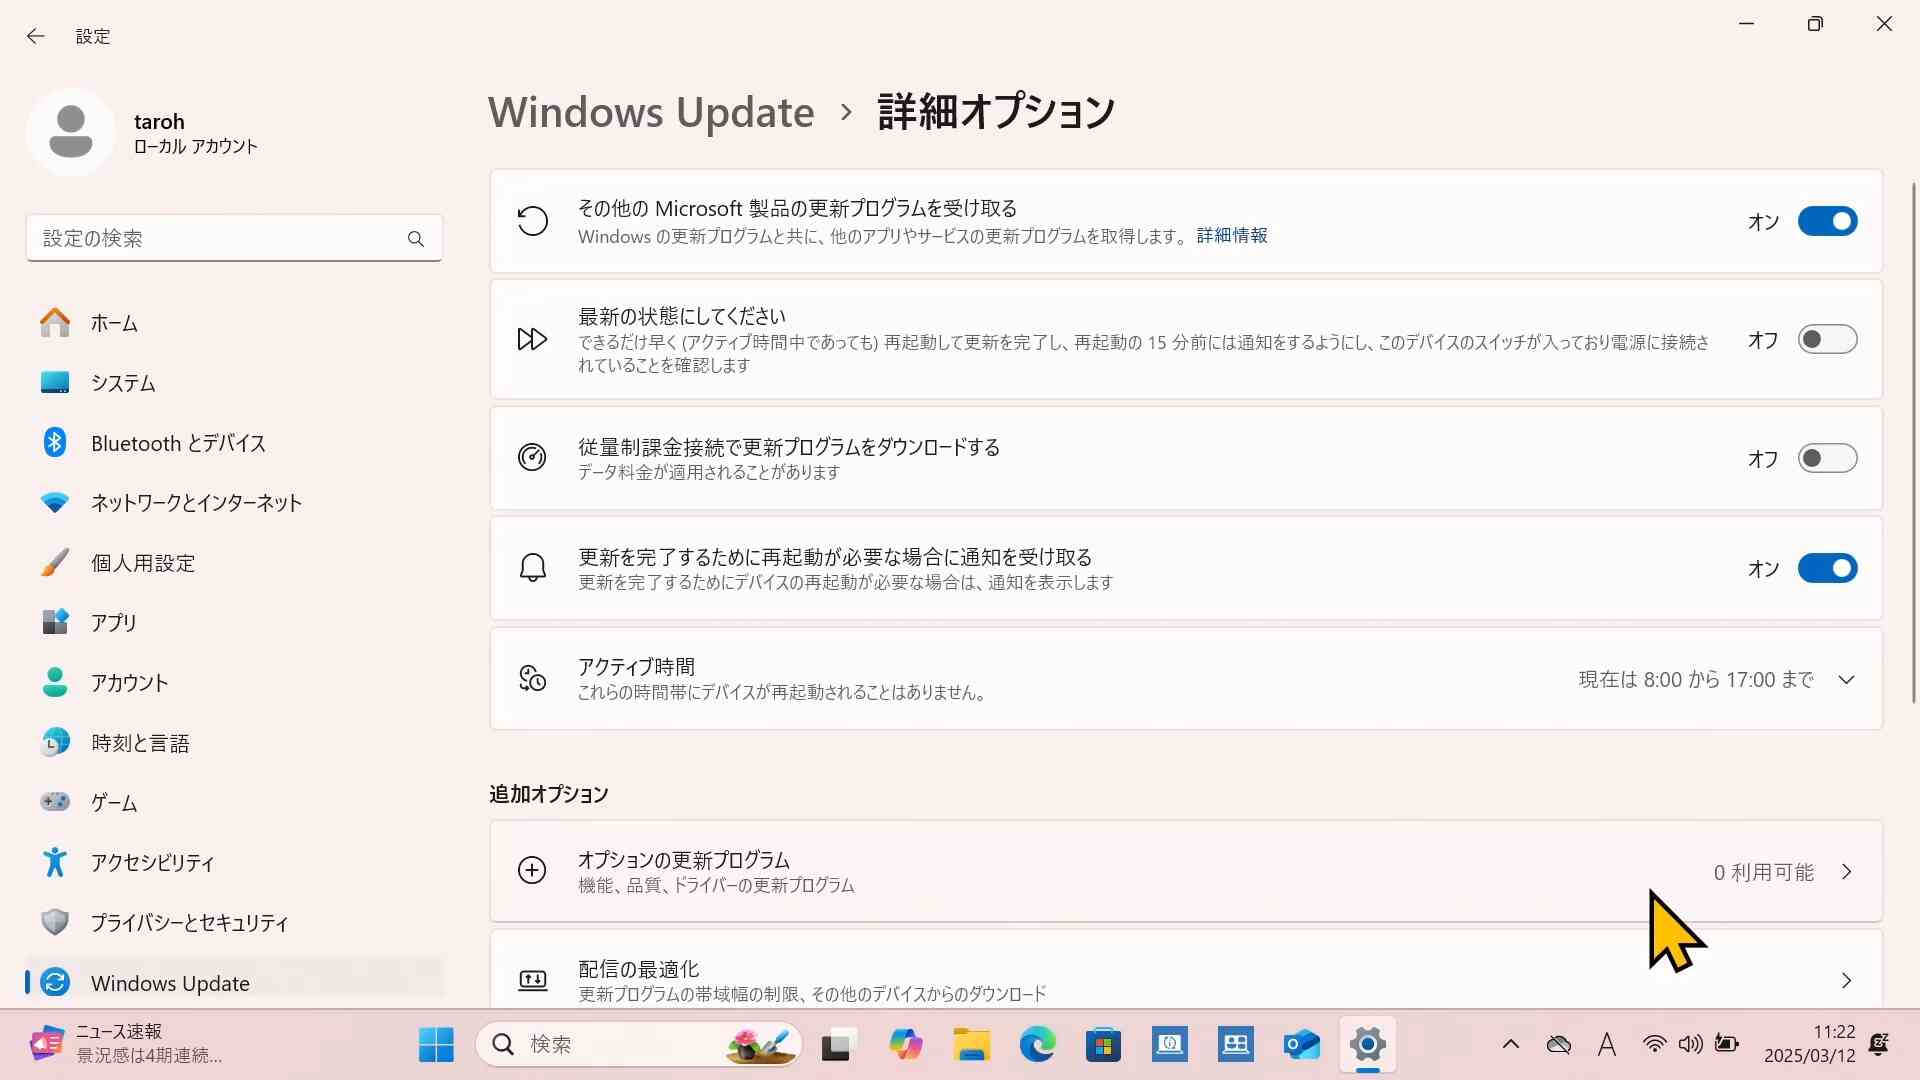 設定
taroh
ローカル アカウント
設定の検索
ホーム
システム
Bluetooth とデバイス
ネットワークとインターネット
個人用設定
アプリ
アカウント
時刻と言語
ゲーム
アクセシビリティ
プライバシーとセキュリティ
Windows Update
Windows Update › 詳細オプション
その他の Microsoft 製品の更新プログラムを受け取る
Windows の更新プログラムと共に、他のアプリやサービスの更新プログラムを取得します。 詳細情報
オン
最新の状態にしてください
できるだけ早く (アクティブ時間中であっても) 再起動して更新を完了し、再起動の 15 分前には通知をするようにし、このデバイスのスイッチが入っており電源に接続さ
れていることを確認します
オフ
従量制課金接続で更新プログラムをダウンロードする
データ料金が適用されることがあります
オフ
更新を完了するために再起動が必要な場合に通知を受け取る
更新を完了するためにデバイスの再起動が必要な場合は、通知を表示します
オン
アクティブ時間
これらの時間帯にデバイスが再起動されることはありません。
現在は 8:00 から 17:00 まで
追加オプション
オプションの更新プログラム
機能、品質、ドライバーの更新プログラム
0 利用可能
配信の最適化
更新プログラムの帯域幅の制限、その他のデバイスからのダウンロード
ニュース速報
景況感は4期連続...
検索
A
11:22
2025/03/12